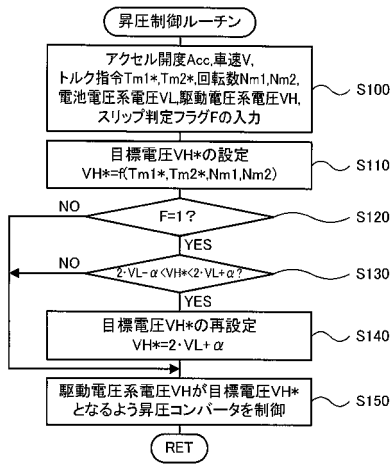 昇圧制御ルーチン
アクセル開度Acc,車速V,
トルク指令Tm1*,Tm2*,回転数Nm1,Nm2,
電池電圧系電圧VL,駆動電圧系電圧VH,
スリップ判定フラグFの入力
S100
目標電圧VH*の設定
VH*=f(Tm1*,Tm2*,Nm1,Nm2)
S110
NO
F=1?
S120
YES
NO
2・VL-α<VH*<2・VL+α?
S130
YES
目標電圧VH*の再設定
VH*=2・VL+α
S140
駆動電圧系電圧VHが目標電圧VH*
となるよう昇圧コンバータを制御
S150
RET